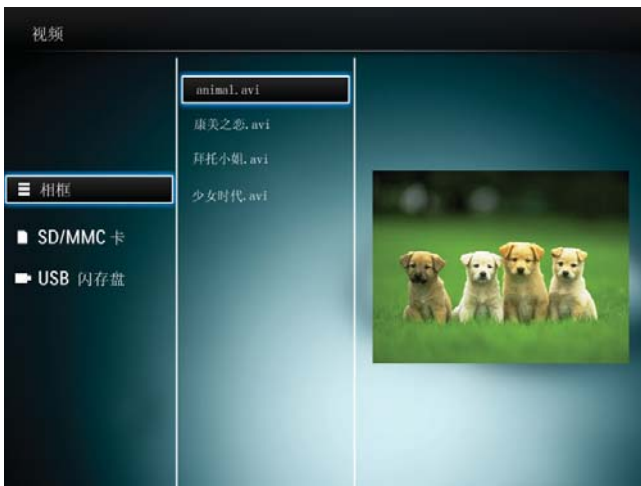 视频
相框
SD/MMC 卡
USB 闪存盘
animal.avi
康美之恋.avi
拜托小姐.avi
少女时代.avi